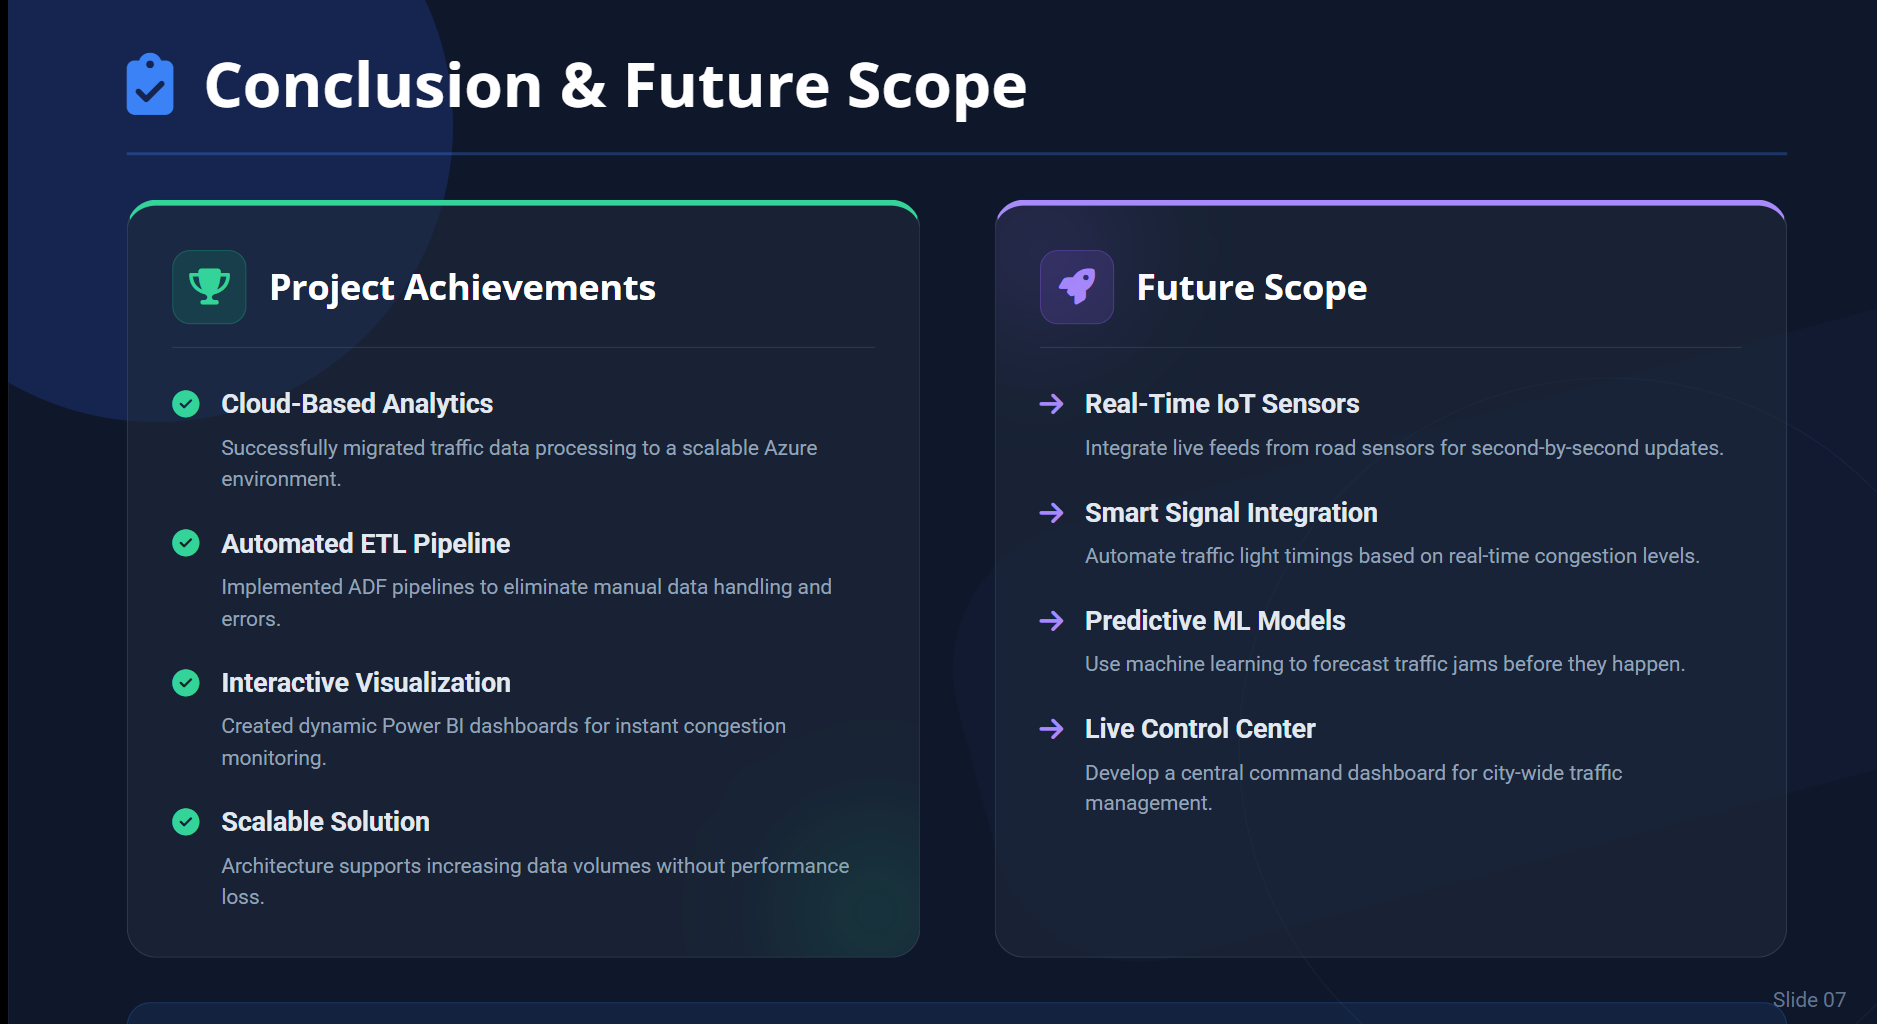 Conclusion & Future Scope
Project Achievements
Cloud-Based Analytics
Successfully migrated traffic data processing to a scalable Azure
environment.
Automated ETL Pipeline
Implemented ADF pipelines to eliminate manual data handling and
errors.
Interactive Visualization
Created dynamic Power BI dashboards for instant congestion
monitoring.
Scalable Solution
Architecture supports increasing data volumes without performance
loss.
Future Scope
Real-Time IoT Sensors
Integrate live feeds from road sensors for second-by-second updates.
Smart Signal Integration
Automate traffic light timings based on real-time congestion levels.
Predictive ML Models
Use machine learning to forecast traffic jams before they happen.
Live Control Center
Develop a central command dashboard for city-wide traffic
management.
Slide 07